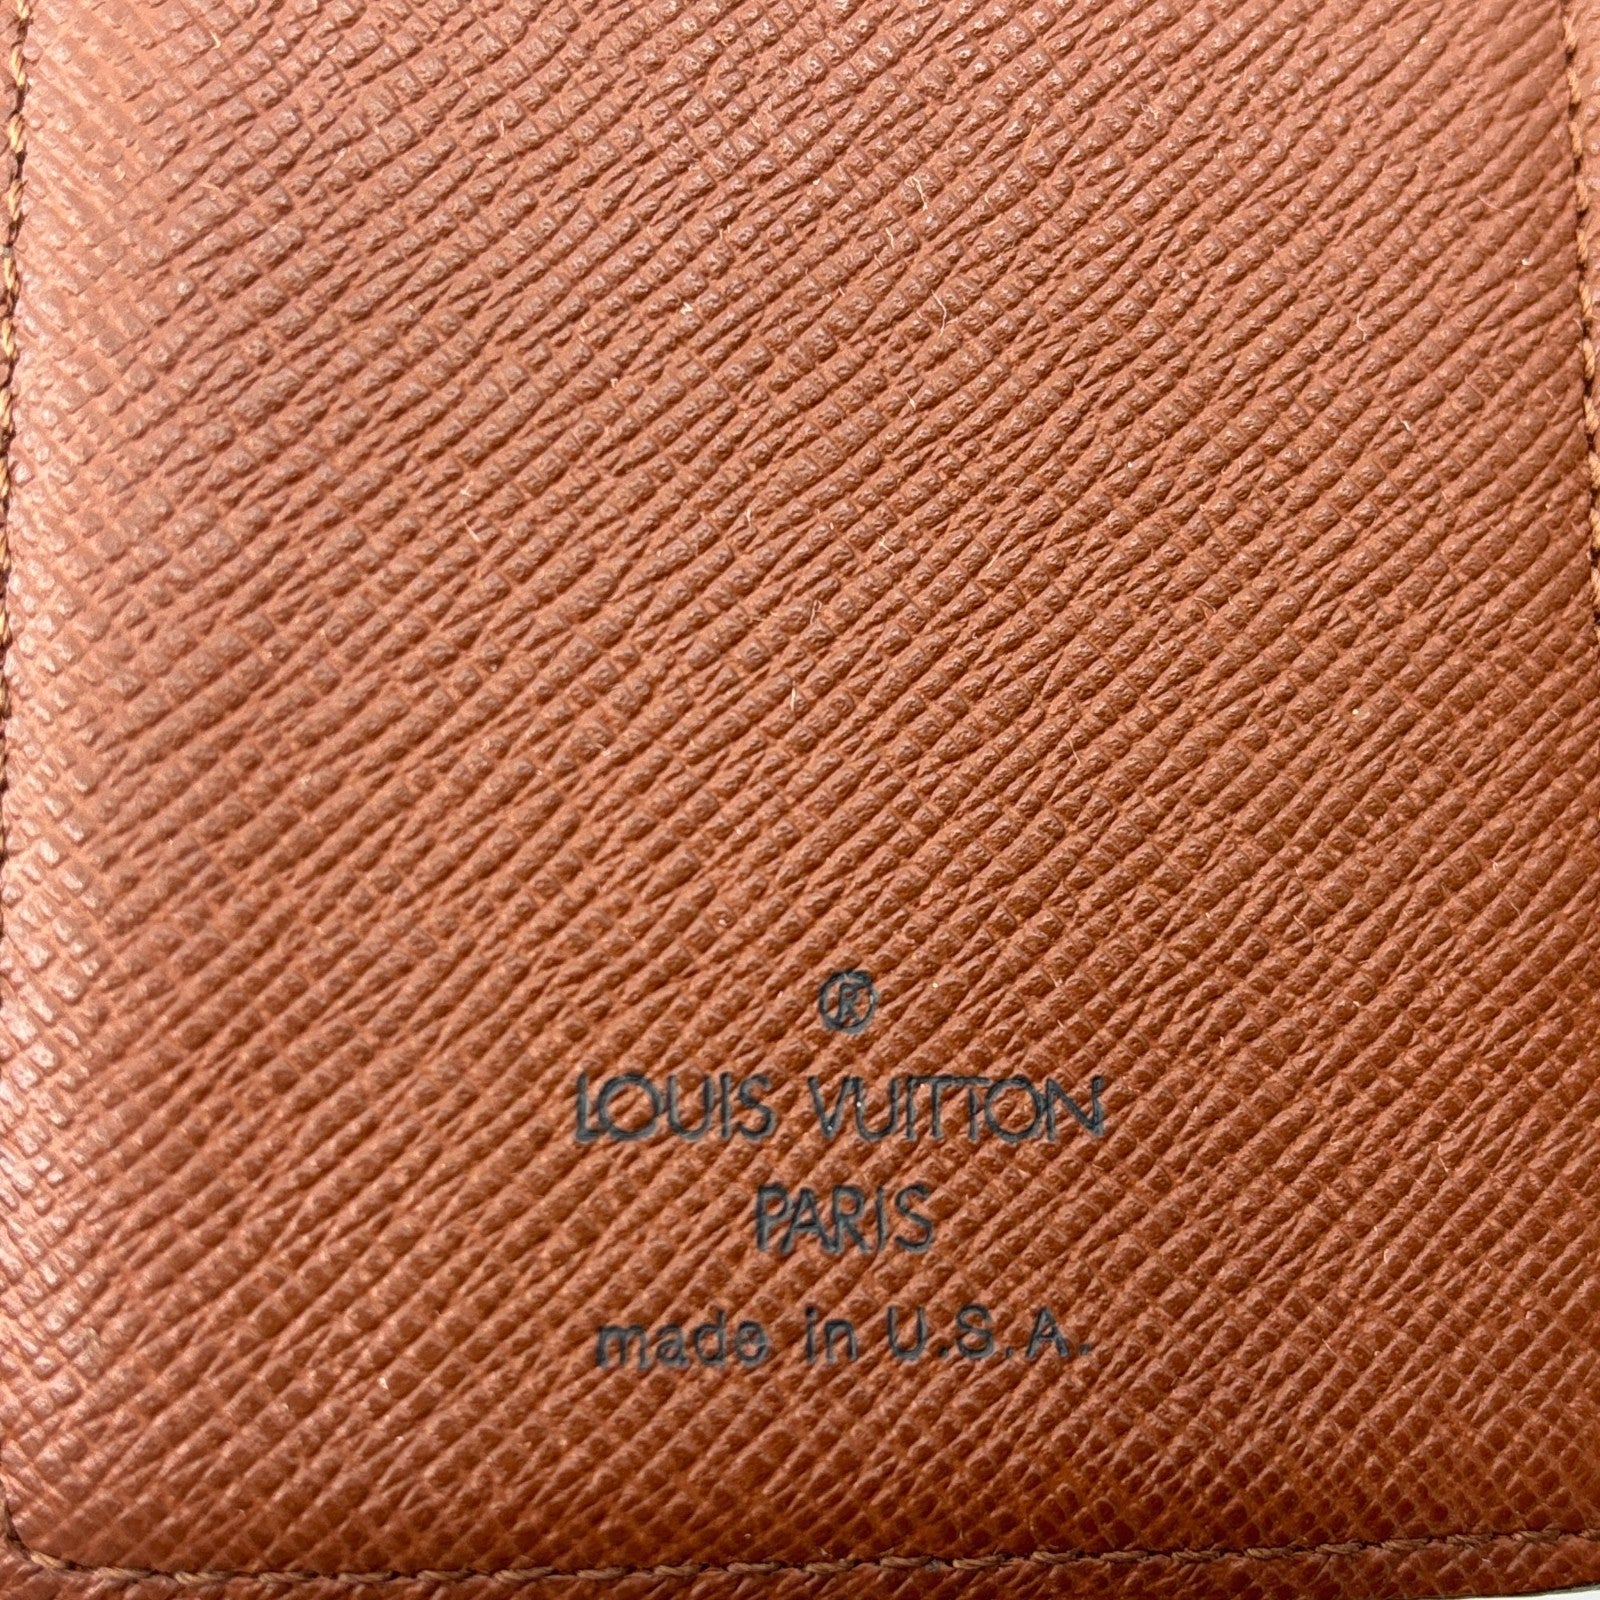 ®
LOUIS VUITTON
PARIS
made in U.S.A.